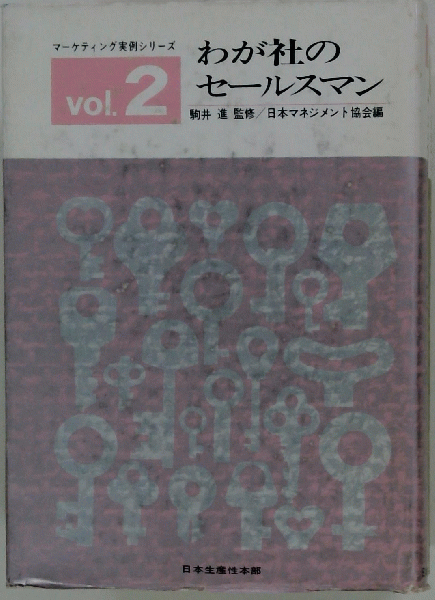 マーケティング実例シリーズ
vol.2
わが社の
セールスマン
駒井 進 監修/日本マネジメント協会編
日本生産性本部